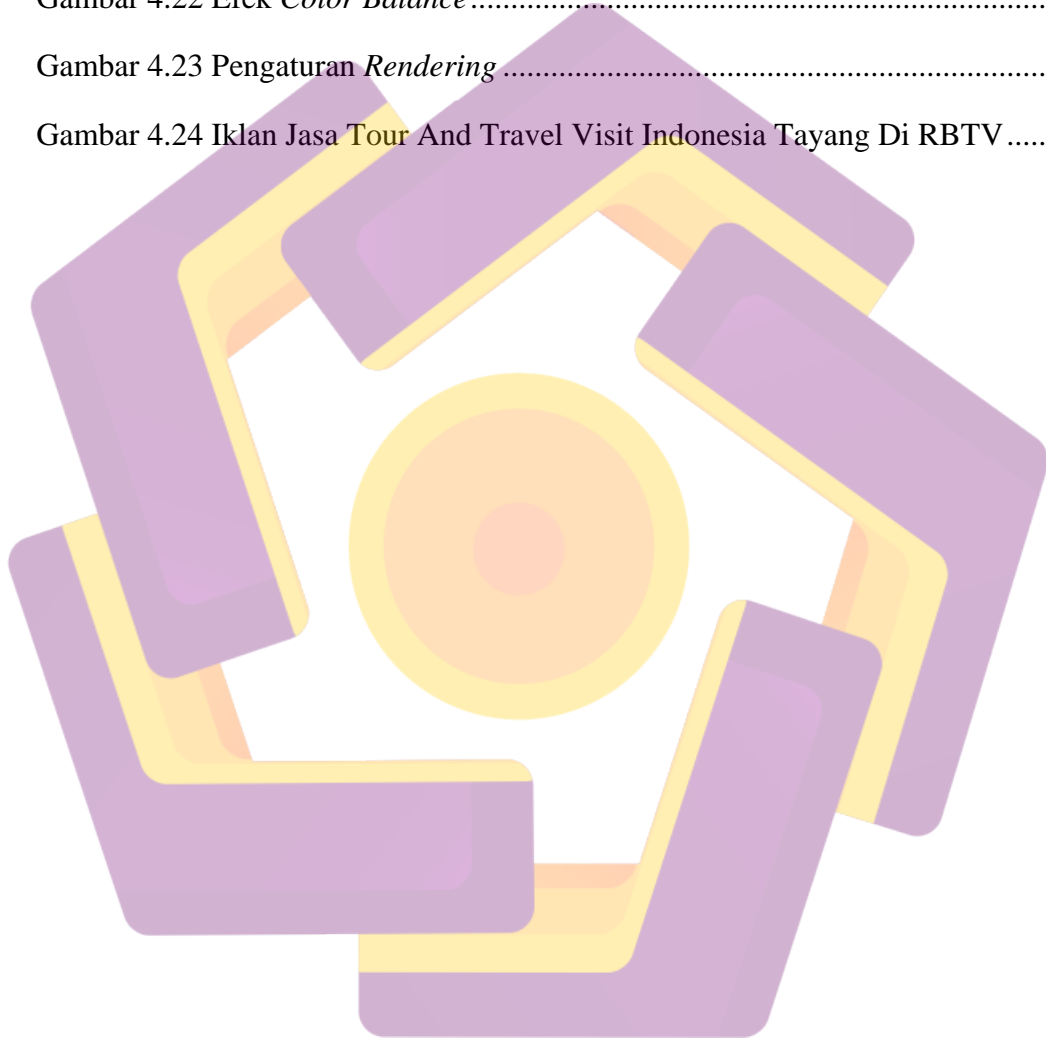 Gambar 4.22 Efek Color Balance........................................................................
Gambar 4.23 Pengaturan Rendering....................................................................
Gambar 4.24 Iklan Jasa Tour And Travel Visit Indonesia Tayang Di RBTV.....